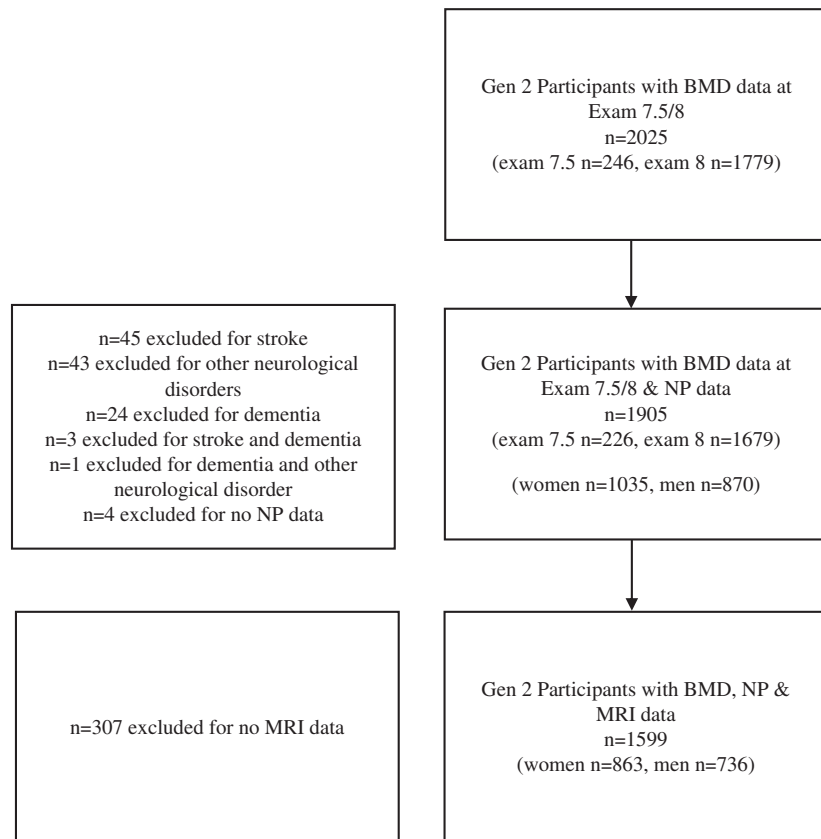 Gen 2 Participants with BMD data at
Exam 7.5/8
n=2025
(exam 7.5 n=246, exam 8 n=1779)
n=45 excluded for stroke
n=43 excluded for other neurological
disorders
n=24 excluded for dementia
n=3 excluded for stroke and dementia
n=1 excluded for dementia and other
neurological disorder
n=4 excluded for no NP data
Gen 2 Participants with BMD data at
Exam 7.5/8 & NP data
n=1905
(exam 7.5 n=226, exam 8 n=1679)
(women n=1035, men n=870)
n=307 excluded for no MRI data
Gen 2 Participants with BMD, NP &
MRI data
n=1599
(women n=863, men n=736)